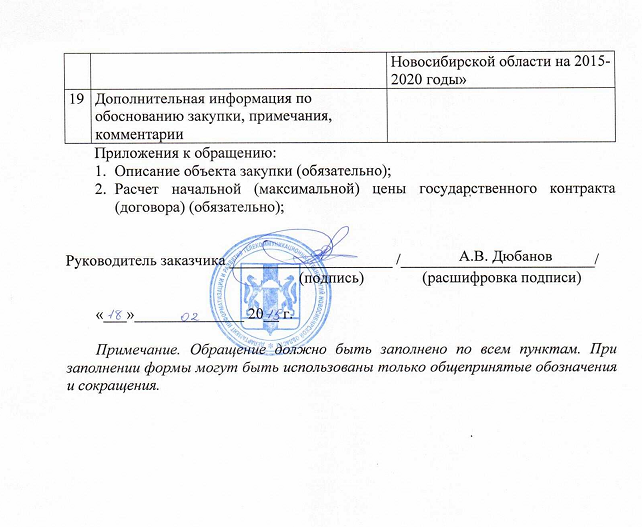 Новосибирской области на 2015-
2020 годы»
19 Дополнительная информация по
обоснованию закупки, примечания,
комментарии
Приложения к обращению:
1. Описание объекта закупки (обязательно);
2. Расчет начальной (максимальной) цены государственного контракта
(договора) (обязательно);
Руководитель заказчика / А.В. Дюбанов /
(подпись) (расшифровка подписи)
«18» 02 2015 г.
Примечание. Обращение должно быть заполнено по всем пунктам. При
заполнении формы могут быть использованы только общепринятые обозначения
и сокращения.